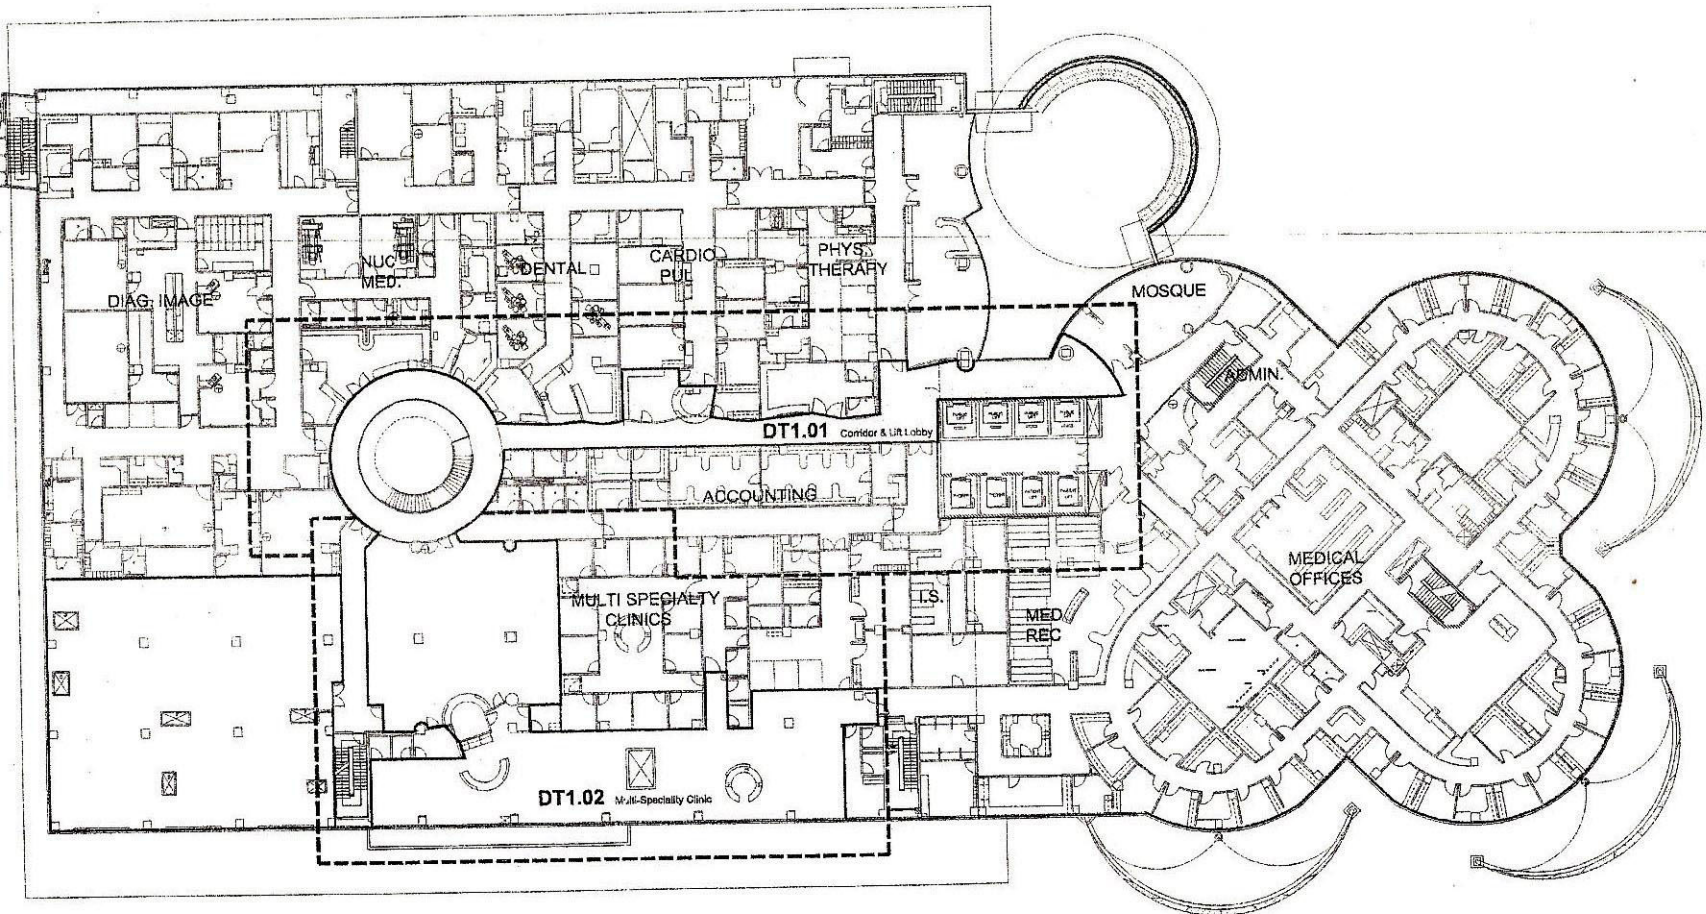 NUC
MED.
DENTAL
CARDIO
PUL
PHYS.
THERAPY
DIAG. IMAGE
MOSQUE
ADMIN.
DT1.01 Corridor & Lift Lobby
ACCOUNTING
MEDICAL
OFFICES
MULTI SPECIALTY
CLINICS
I.S.
MED
REC
DT1.02 Multi-Speciality Clinic